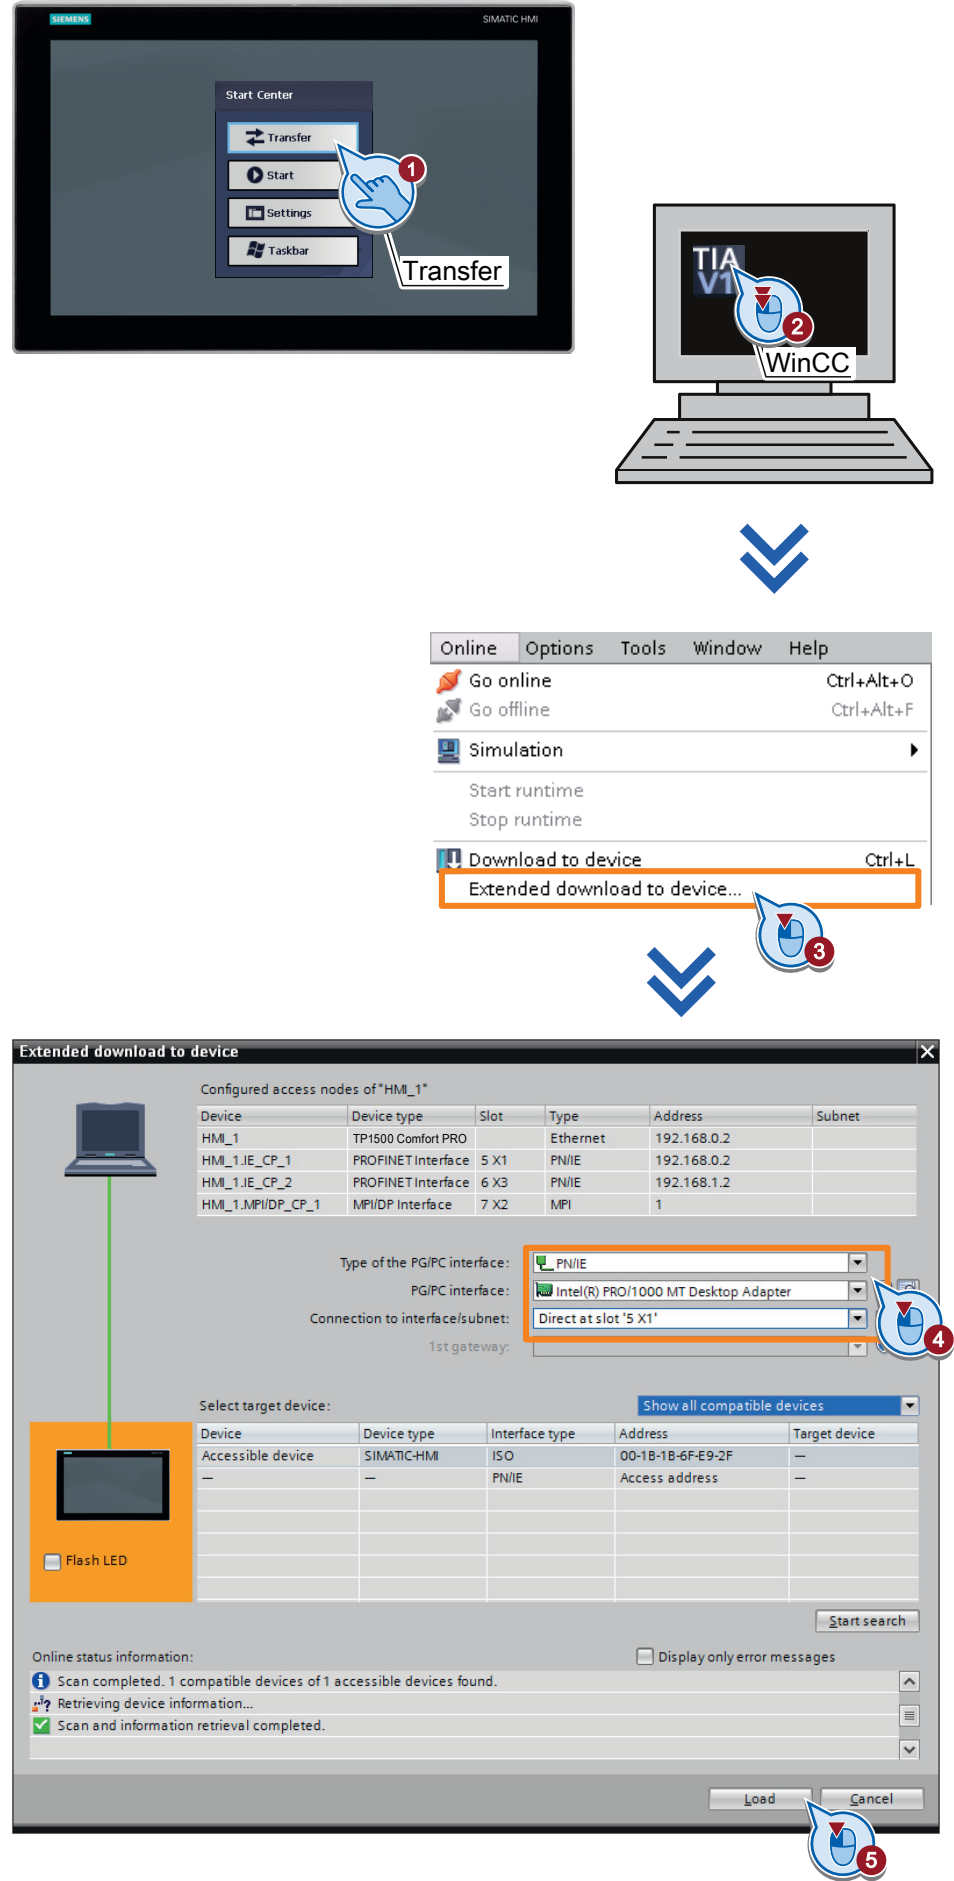 SIEMENS
SIMATIC HMI
Start Center
Transfer
1
Start
Settings
Taskbar
Transfer
TIA
V1
2
WinCC
Online Options Tools Window Help
Go online Ctrl+Alt+O
Go offline Ctrl+Alt+F
Simulation
Start runtime
Stop runtime
Download to device Ctrl+L
Extended download to device...
3
Extended download to device
Configured access nodes of "HMI_1"
Device Device type Slot Type Address Subnet
HMI_1 TP1500 Comfort PRO Ethernet 192.168.0.2
HMI_1.IE_CP_1 PROFINET Interface 5 X1 PN/IE 192.168.0.2
HMI_1.IE_CP_2 PROFINET Interface 6 X3 PN/IE 192.168.1.2
HMI_1.MPI/DP_CP_1 MPI/DP Interface 7 X2 MPI 1
Type of the PG/PC interface: PN/IE
PG/PC interface: Intel(R) PRO/1000 MT Desktop Adapter
Connection to interface/subnet: Direct at slot '5 X1'
4
1st gateway:
Select target device: Show all compatible devices
Device Device type Interface type Address Target device
Accessible device SIMATIC-HMI ISO 00-1B-1B-6F-E9-2F —
— — PN/IE Access address —
Flash LED
Start search
Online status information: Display only error messages
Scan completed. 1 compatible devices of 1 accessible devices found.
Retrieving device information...
Scan and information retrieval completed.
Load Cancel
5